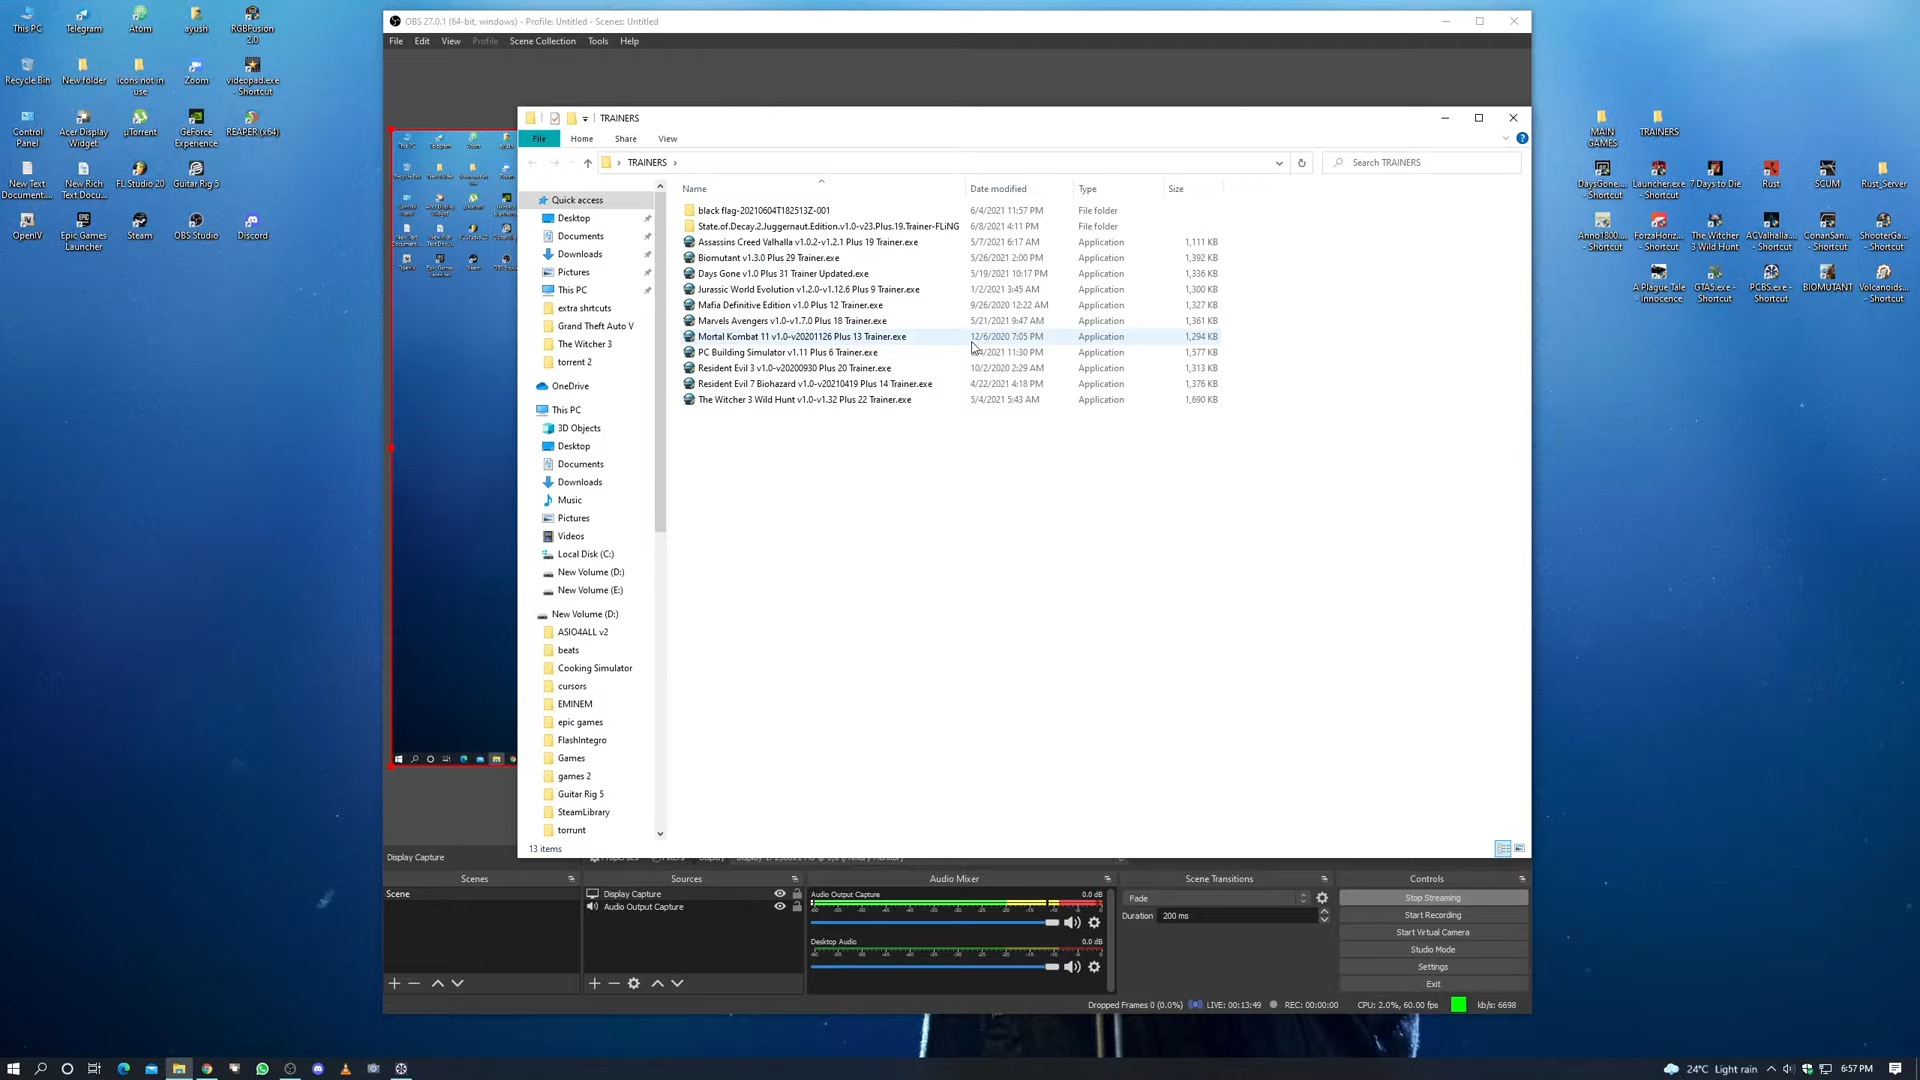 This PC
Telegram
Atom
ayush
RGBFusion 2.0
Recycle Bin
New folder
icons not in use
Zoom
videopad.exe - Shortcut
Control Panel
Acer Display Widget
µTorrent
GeForce Experience
REAPER (x64)
New Text Document....
New Rich Text Docu...
FL Studio 20
Guitar Rig 5
OpenIV
Epic Games Launcher
Steam
OBS Studio
Discord
OBS 27.0.1 (64-bit, windows) - Profile: Untitled - Scenes: Untitled
File Edit View Profile Scene Collection Tools Help
TRAINERS
File Home Share View
TRAINERS
Search TRAINERS
Name Date modified Type Size
black flag-20210604T182513Z-001 6/4/2021 11:57 PM File folder
State.of.Decay.2.Juggernaut.Edition.v1.0-v23.Plus.19.Trainer-FLiNG 6/8/2021 4:11 PM File folder
Assassins Creed Valhalla v1.0.2-v1.2.1 Plus 19 Trainer.exe 5/7/2021 6:17 AM Application 1,111 KB
Biomutant v1.3.0 Plus 29 Trainer.exe 5/26/2021 2:00 PM Application 1,392 KB
Days Gone v1.0 Plus 31 Trainer Updated.exe 5/19/2021 10:17 PM Application 1,336 KB
Jurassic World Evolution v1.2.0-v1.12.6 Plus 9 Trainer.exe 1/2/2021 3:45 AM Application 1,300 KB
Mafia Definitive Edition v1.0 Plus 12 Trainer.exe 9/26/2020 12:22 AM Application 1,327 KB
Marvels Avengers v1.0-v1.7.0 Plus 18 Trainer.exe 5/21/2021 9:47 AM Application 1,361 KB
Mortal Kombat 11 v1.0-v20201126 Plus 13 Trainer.exe 12/6/2020 7:05 PM Application 1,294 KB
PC Building Simulator v1.11 Plus 6 Trainer.exe /2021 11:30 PM Application 1,577 KB
Resident Evil 3 v1.0-v20200930 Plus 20 Trainer.exe 10/2/2020 2:29 AM Application 1,313 KB
Resident Evil 7 Biohazard v1.0-v20210419 Plus 14 Trainer.exe 4/22/2021 4:18 PM Application 1,376 KB
The Witcher 3 Wild Hunt v1.0-v1.32 Plus 22 Trainer.exe 5/4/2021 5:43 AM Application 1,690 KB
Quick access
Desktop
Documents
Downloads
Pictures
This PC
extra shrtcuts
Grand Theft Auto V
The Witcher 3
torrent 2
OneDrive
This PC
3D Objects
Desktop
Documents
Downloads
Music
Pictures
Videos
Local Disk (C:)
New Volume (D:)
New Volume (E:)
New Volume (D:)
ASIO4ALL v2
beats
Cooking Simulator
cursors
EMINEM
epic games
FlashIntegro
Games
games 2
Guitar Rig 5
SteamLibrary
torrunt
13 items
MAIN GAMES
TRAINERS
DaysGone.... - Shortcut
Launcher.exe - Shortcut
7 Days to Die
Rust
SCUM
Rust_Server
Anno1800.... - Shortcut
ForzaHoriz... - Shortcut
The Witcher 3 Wild Hunt
ACValhalla.... - Shortcut
ConanSan... - Shortcut
ShooterGa... - Shortcut
A Plague Tale - Innocence
GTA5.exe - Shortcut
PCBS.exe - Shortcut
BIOMUTANT
Volcanoids... - Shortcut
Display Capture
Scenes
Scene
Sources
Display Capture
Audio Output Capture
Audio Mixer
Audio Output Capture 0.0 dB
Desktop Audio 0.0 dB
Scene Transitions
Fade
Duration 200 ms
Controls
Stop Streaming
Start Recording
Start Virtual Camera
Studio Mode
Settings
Exit
Dropped Frames 0 (0.0%) LIVE: 00:13:49 REC: 00:00:00 CPU: 2.0%, 60.00 fps kb/s: 6698
24°C Light rain 6:57 PM